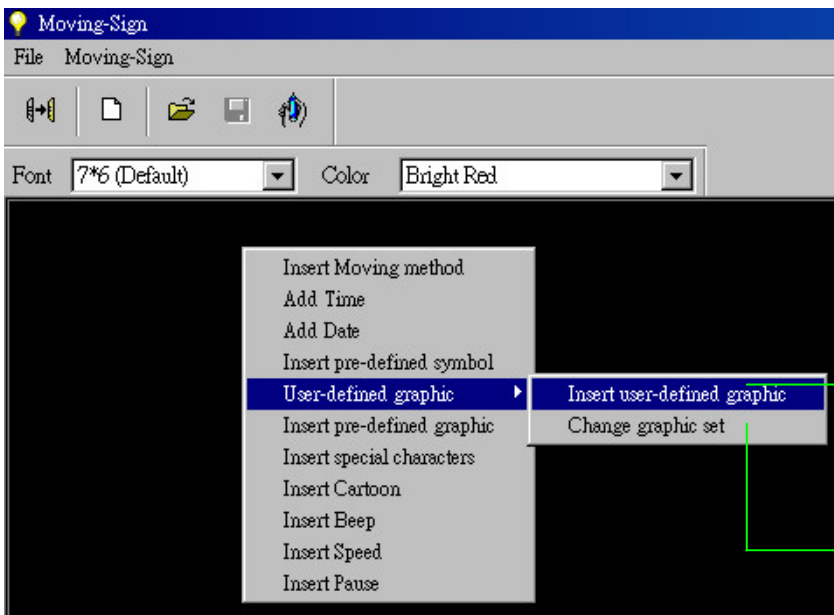 Moving-Sign
File Moving-Sign
Font 7*6 (Default) Color Bright Red
Insert Moving method
Add Time
Add Date
Insert pre-defined symbol
User-defined graphic
Insert user-defined graphic
Insert pre-defined graphic
Change graphic set
Insert special characters
Insert Cartoon
Insert Beep
Insert Speed
Insert Pause